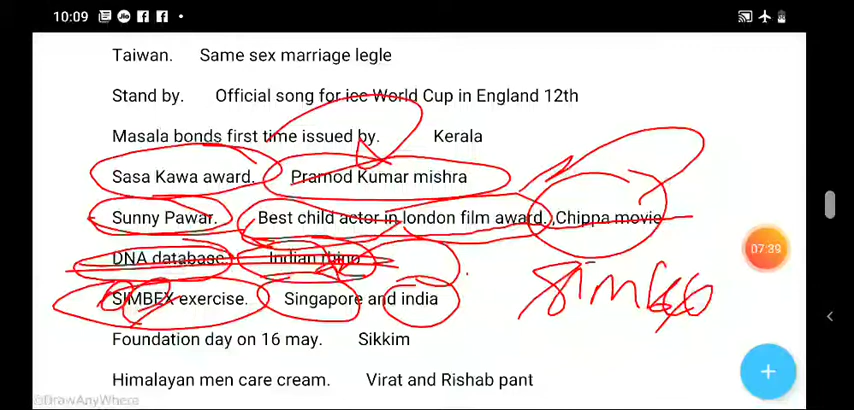 10:09
Taiwan. Same sex marriage legle
Stand by. Official song for icc World Cup in England 12th
Masala bonds first time issued by. Kerala
Sasa Kawa award. Pramod Kumar mishra
Sunny Pawar. Best child actor in london film award. ,Chippa movie
DNA database Indian rhino
07:39
SIMBEX exercise. Singapore and india
Foundation day on 16 may. Sikkim
Himalayan men care cream. Virat and Rishab pant
DrawAnyWhere